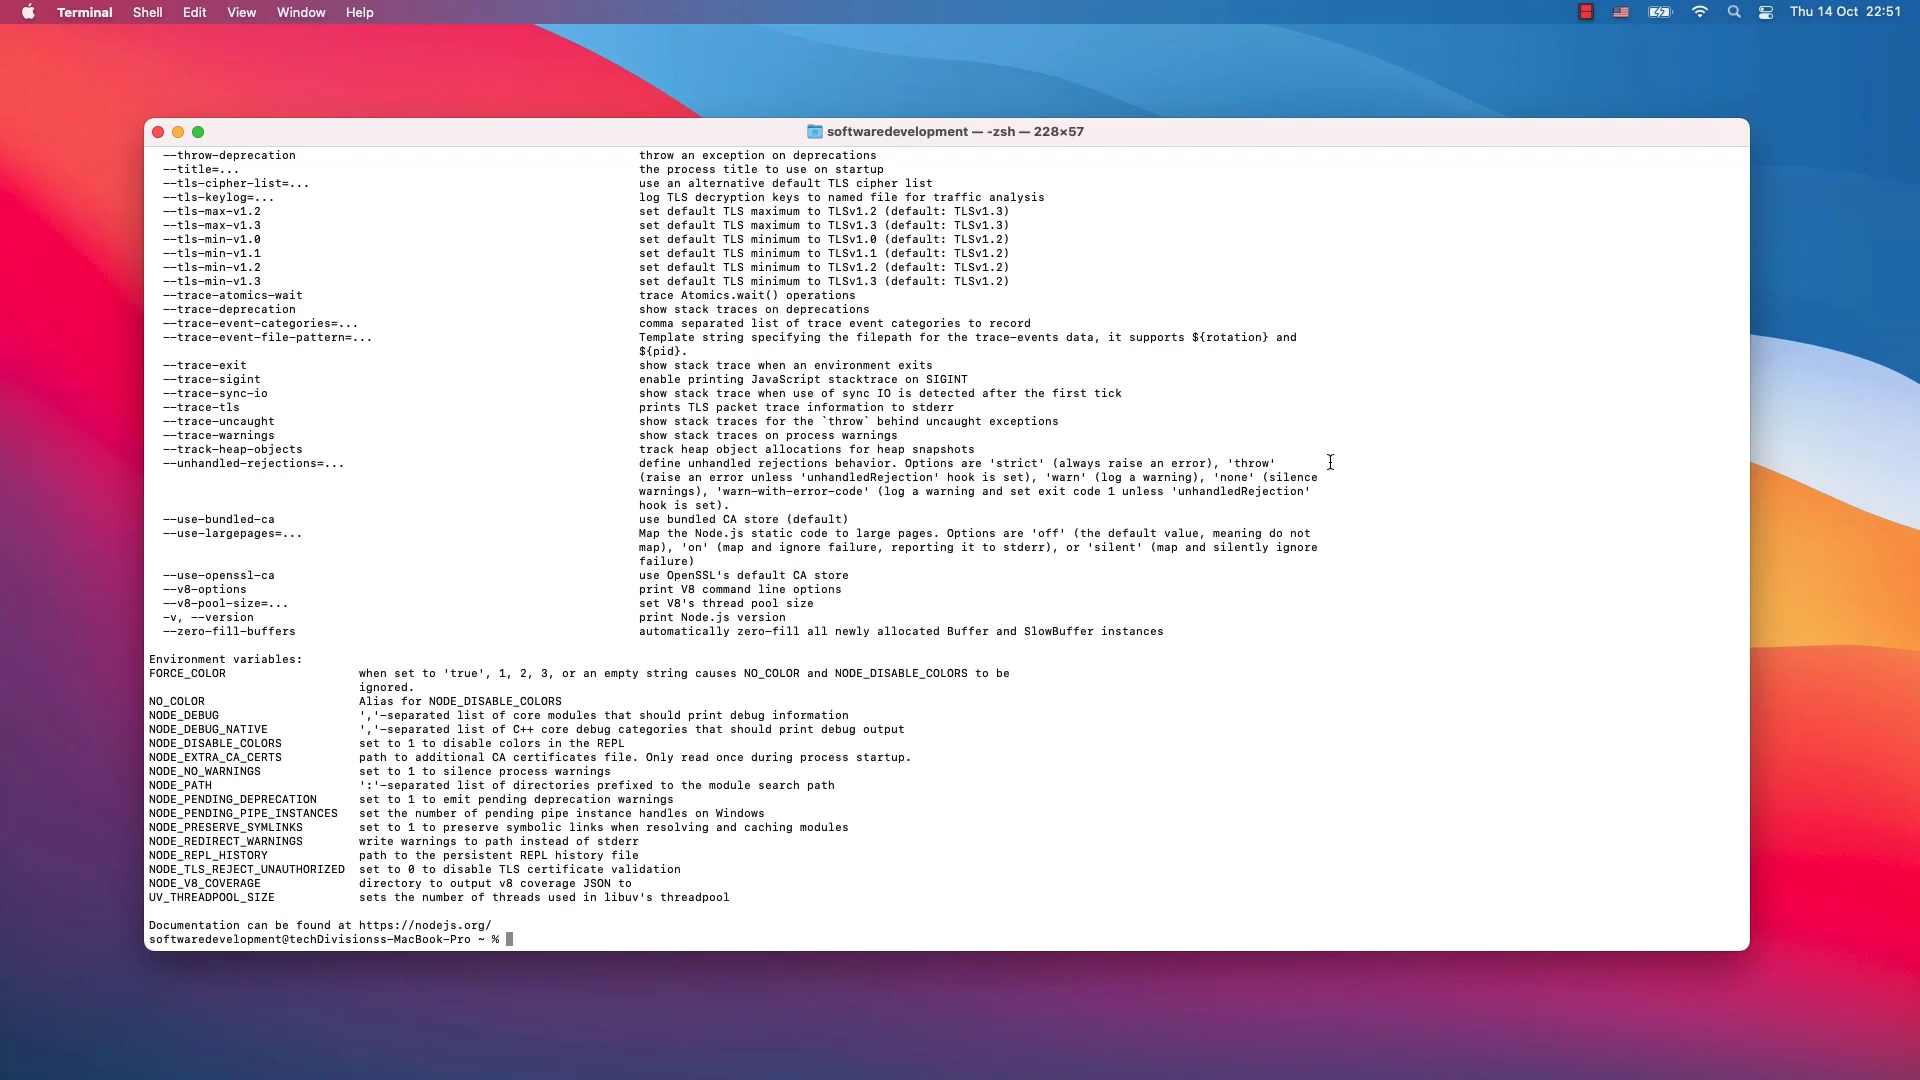 Terminal Shell Edit View Window Help Thu 14 Oct 22:51
softwaredevelopment — -zsh — 228×57
--throw-deprecation throw an exception on deprecations
--title=... the process title to use on startup
--tls-cipher-list=... use an alternative default TLS cipher list
--tls-keylog=... log TLS decryption keys to named file for traffic analysis
--tls-max-v1.2 set default TLS maximum to TLSv1.2 (default: TLSv1.3)
--tls-max-v1.3 set default TLS maximum to TLSv1.3 (default: TLSv1.3)
--tls-min-v1.0 set default TLS minimum to TLSv1.0 (default: TLSv1.2)
--tls-min-v1.1 set default TLS minimum to TLSv1.1 (default: TLSv1.2)
--tls-min-v1.2 set default TLS minimum to TLSv1.2 (default: TLSv1.2)
--tls-min-v1.3 set default TLS minimum to TLSv1.3 (default: TLSv1.2)
--trace-atomics-wait trace Atomics.wait() operations
--trace-deprecation show stack traces on deprecations
--trace-event-categories=... comma separated list of trace event categories to record
--trace-event-file-pattern=... Template string specifying the filepath for the trace-events data, it supports ${rotation} and
${pid}.
--trace-exit show stack trace when an environment exits
--trace-sigint enable printing JavaScript stacktrace on SIGINT
--trace-sync-io show stack trace when use of sync IO is detected after the first tick
--trace-tls prints TLS packet trace information to stderr
--trace-uncaught show stack traces for the `throw` behind uncaught exceptions
--trace-warnings show stack traces on process warnings
--track-heap-objects track heap object allocations for heap snapshots
--unhandled-rejections=... define unhandled rejections behavior. Options are 'strict' (always raise an error), 'throw'
(raise an error unless 'unhandledRejection' hook is set), 'warn' (log a warning), 'none' (silence
warnings), 'warn-with-error-code' (log a warning and set exit code 1 unless 'unhandledRejection'
hook is set).
--use-bundled-ca use bundled CA store (default)
--use-largepages=... Map the Node.js static code to large pages. Options are 'off' (the default value, meaning do not
map), 'on' (map and ignore failure, reporting it to stderr), or 'silent' (map and silently ignore
failure)
--use-openssl-ca use OpenSSL's default CA store
--v8-options print V8 command line options
--v8-pool-size=... set V8's thread pool size
-v, --version print Node.js version
--zero-fill-buffers automatically zero-fill all newly allocated Buffer and SlowBuffer instances
Environment variables:
FORCE_COLOR when set to 'true', 1, 2, 3, or an empty string causes NO_COLOR and NODE_DISABLE_COLORS to be
ignored.
NO_COLOR Alias for NODE_DISABLE_COLORS
NODE_DEBUG ','-separated list of core modules that should print debug information
NODE_DEBUG_NATIVE ','-separated list of C++ core debug categories that should print debug output
NODE_DISABLE_COLORS set to 1 to disable colors in the REPL
NODE_EXTRA_CA_CERTS path to additional CA certificates file. Only read once during process startup.
NODE_NO_WARNINGS set to 1 to silence process warnings
NODE_PATH ':'-separated list of directories prefixed to the module search path
NODE_PENDING_DEPRECATION set to 1 to emit pending deprecation warnings
NODE_PENDING_PIPE_INSTANCES set the number of pending pipe instance handles on Windows
NODE_PRESERVE_SYMLINKS set to 1 to preserve symbolic links when resolving and caching modules
NODE_REDIRECT_WARNINGS write warnings to path instead of stderr
NODE_REPL_HISTORY path to the persistent REPL history file
NODE_TLS_REJECT_UNAUTHORIZED set to 0 to disable TLS certificate validation
NODE_V8_COVERAGE directory to output v8 coverage JSON to
UV_THREADPOOL_SIZE sets the number of threads used in libuv's threadpool
Documentation can be found at https://nodejs.org/
softwaredevelopment@techDivisionss-MacBook-Pro ~ %